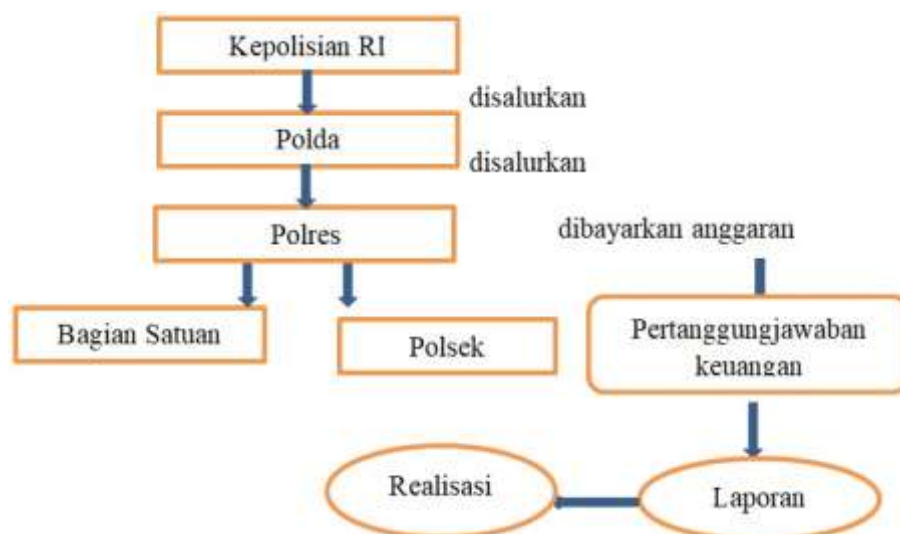 Kepolisian RI
disalurkan
Polda
disalurkan
Polres
dibayarkan anggaran
Bagian Satuan
Polsek
Pertanggungjawaban
keuangan
Realisasi
Laporan